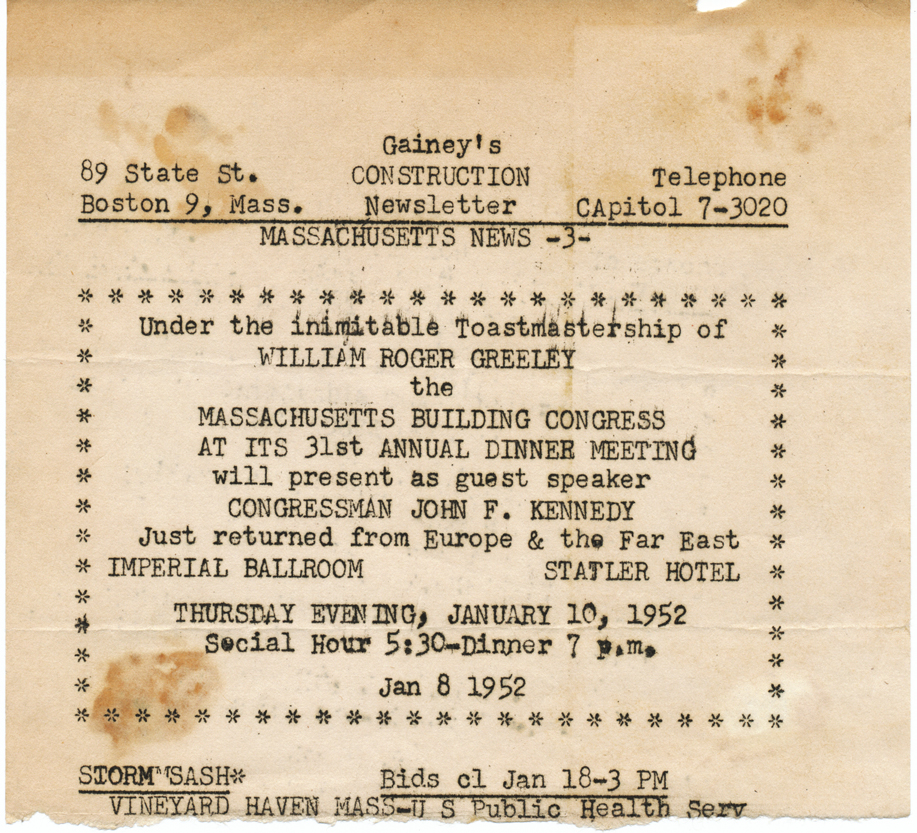 Gainey's
89 State St. CONSTRUCTION Telephone
Boston 9, Mass. Newsletter CApitol 7-3020
MASSACHUSETTS NEWS -3-
* * * * * * * * * * * * * * * * * * * * * * * *
* Under the inimitable Toastmastership of *
* WILLIAM ROGER GREELEY *
* the *
* MASSACHUSETTS BUILDING CONGRESS *
* AT ITS 31st ANNUAL DINNER MEETING *
* will present as guest speaker *
* CONGRESSMAN JOHN F. KENNEDY *
* Just returned from Europe & the Far East *
* IMPERIAL BALLROOM STATLER HOTEL *
* THURSDAY EVENING, JANUARY 10, 1952 *
* Social Hour 5:30-Dinner 7 p.m. *
* Jan 8 1952 *
* * * * * * * * * * * * * * * * * * * * * * * *
STORM SASH* Bids cl Jan 18-3 PM
VINEYARD HAVEN MASS-U S Public Health Serv